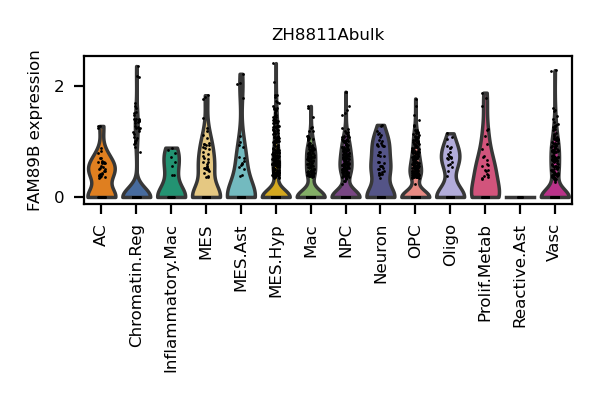 ZH8811Abulk
FAM89B expression
2
0
AC
Chromatin.Reg
Inflammatory.Mac
MES
MES.Ast
MES.Hyp
Mac
NPC
Neuron
OPC
Oligo
Prolif.Metab
Reactive.Ast
Vasc